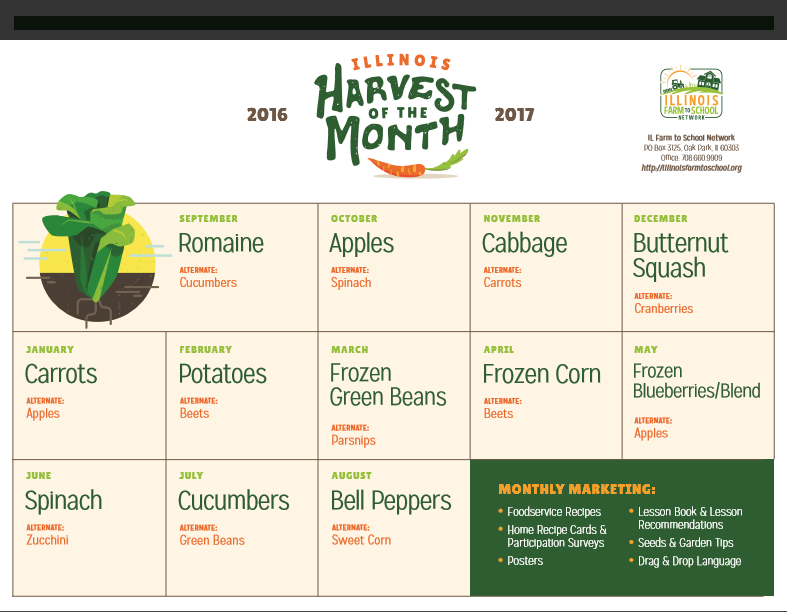 ILLINOIS
HARVEST
OF THE
MONTH
2016
2017
ILLINOIS
FARM TO SCHOOL
NETWORK
IL Farm to School Network
PO Box 3125, Oak Park, Il 60303
Office: 708.660.9909
http://illinoisfarmtoschool.org
SEPTEMBER
Romaine
ALTERNATE:
Cucumbers
OCTOBER
Apples
ALTERNATE:
Spinach
NOVEMBER
Cabbage
ALTERNATE:
Carrots
DECEMBER
Butternut
Squash
ALTERNATE:
Cranberries
JANUARY
Carrots
ALTERNATE:
Apples
FEBRUARY
Potatoes
ALTERNATE:
Beets
MARCH
Frozen
Green Beans
ALTERNATE:
Parsnips
APRIL
Frozen Corn
ALTERNATE:
Beets
MAY
Frozen
Blueberries/Blend
ALTERNATE:
Apples
JUNE
Spinach
ALTERNATE:
Zucchini
JULY
Cucumbers
ALTERNATE:
Green Beans
AUGUST
Bell Peppers
ALTERNATE:
Sweet Corn
MONTHLY MARKETING:
• Foodservice Recipes
• Home Recipe Cards &
Participation Surveys
• Posters
• Lesson Book & Lesson
Recommendations
• Seeds & Garden Tips
• Drag & Drop Language